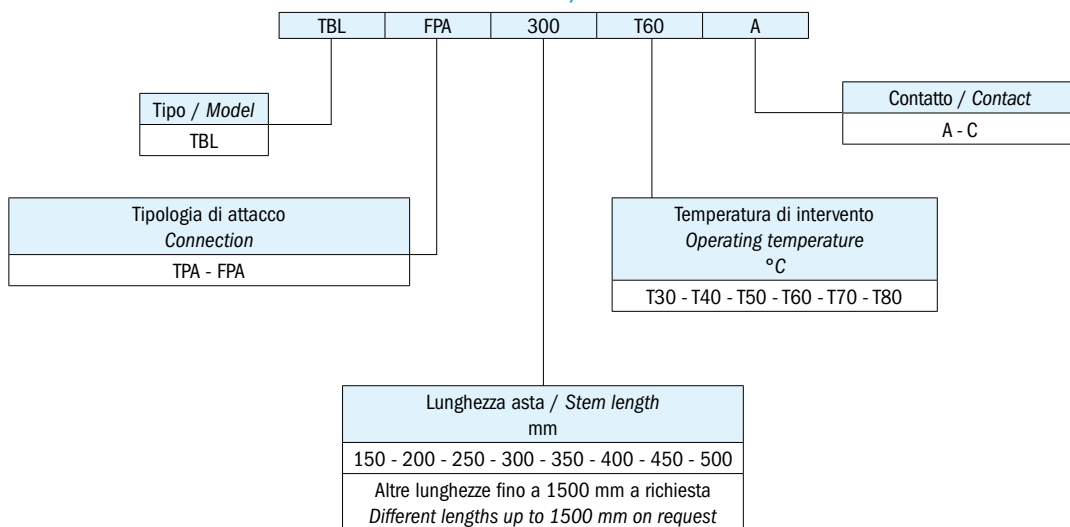 TBL FPA 300 T60 A
Tipo / Model
TBL
Contatto / Contact
A - C
Tipologia di attacco
Connection
TPA - FPA
Temperatura di intervento
Operating temperature
°C
T30 - T40 - T50 - T60 - T70 - T80
Lunghezza asta / Stem length
mm
150 - 200 - 250 - 300 - 350 - 400 - 450 - 500
Altre lunghezze fino a 1500 mm a richiesta
Different lengths up to 1500 mm on request